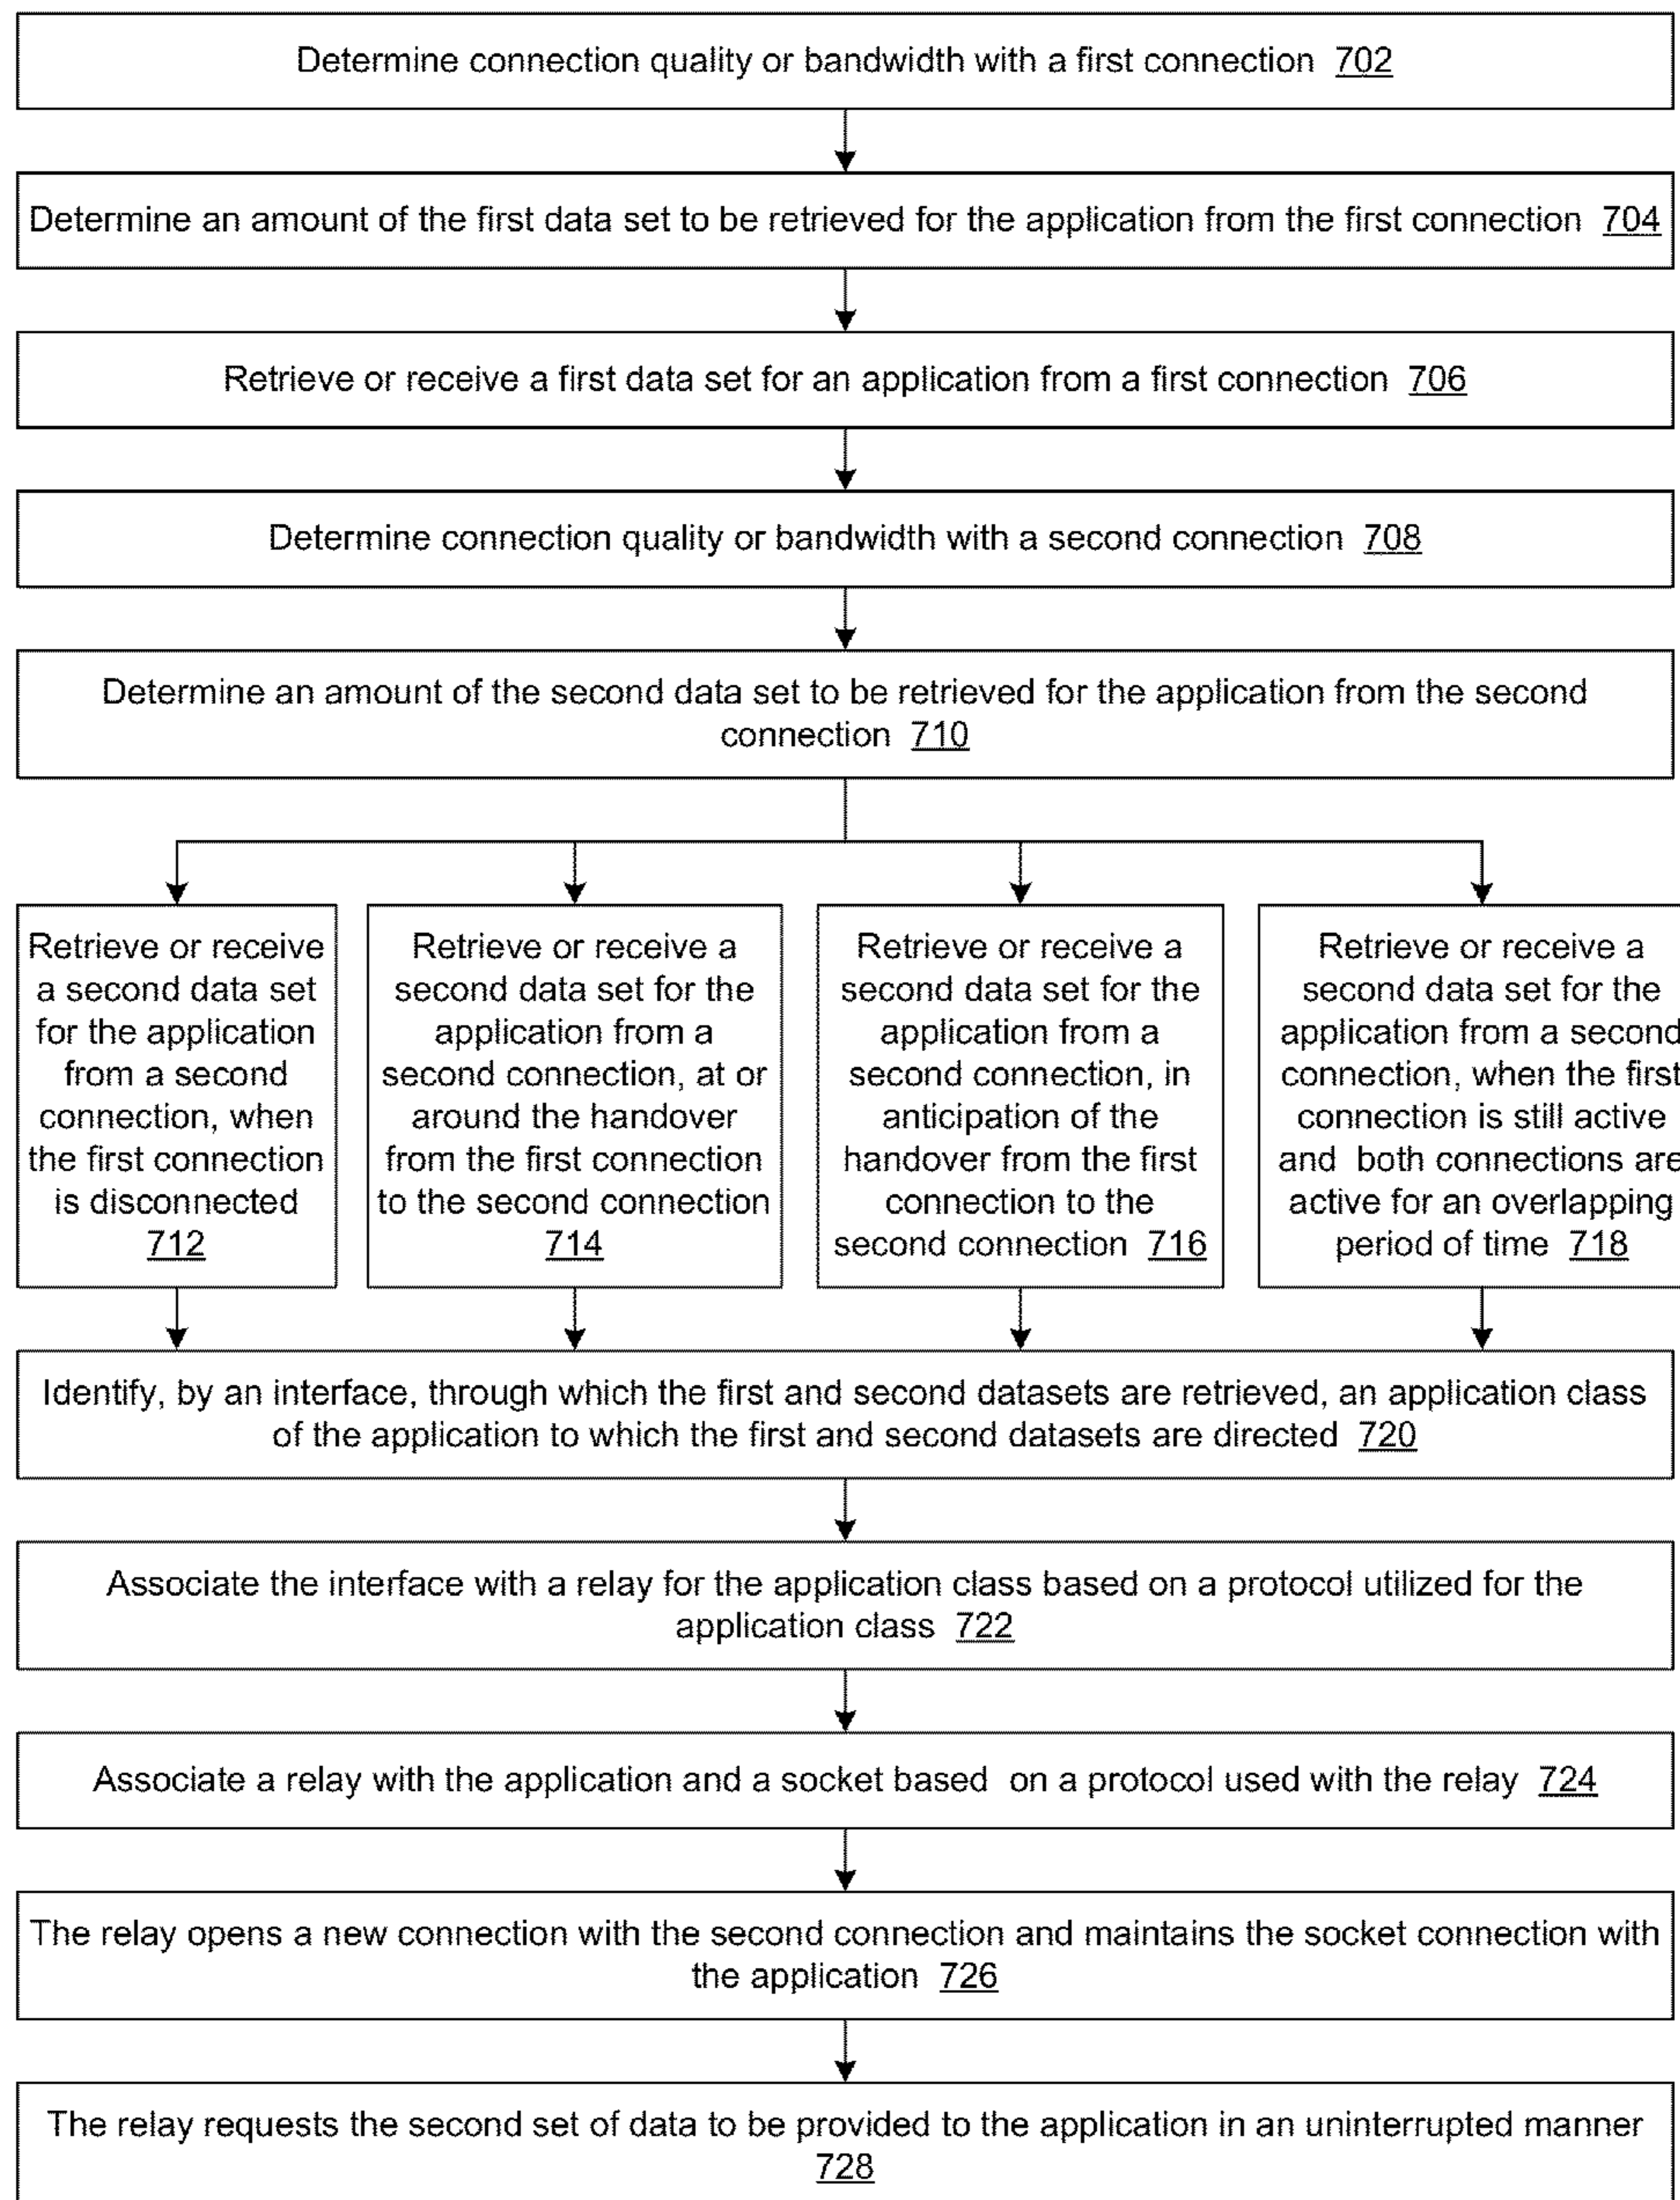 Determine connection quality or bandwidth with a first connection 702
Determine an amount of the first data set to be retrieved for the application from the first connection 704
Retrieve or receive a first data set for an application from a first connection 706
Determine connection quality or bandwidth with a second connection 708
Determine an amount of the second data set to be retrieved for the application from the second
connection 710
Retrieve or receive
a second data set
for the application
from a second
connection, when
the first connection
is disconnected
712
Retrieve or receive a
second data set for the
application from a
second connection, at or
around the handover
from the first connection
to the second connection
714
Retrieve or receive a
second data set for the
application from a
second connection, in
anticipation of the
handover from the first
connection to the
second connection 716
Retrieve or receive a
second data set for the
application from a second
connection, when the first
connection is still active
and both connections are
active for an overlapping
period of time 718
Identify, by an interface, through which the first and second datasets are retrieved, an application class
of the application to which the first and second datasets are directed 720
Associate the interface with a relay for the application class based on a protocol utilized for the
application class 722
Associate a relay with the application and a socket based on a protocol used with the relay 724
The relay opens a new connection with the second connection and maintains the socket connection with
the application 726
The relay requests the second set of data to be provided to the application in an uninterrupted manner
728